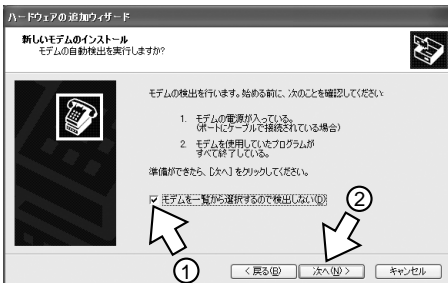 ハードウェアの追加ウィザード
新しいモデムのインストール
モデムの自動検出を実行しますか?
モデムの検出を行います。始める前に、次のことを確認してください:
1. モデムの電源が入っている。
(ポートにケーブルで接続されている場合)
2. モデムを使用していたプログラムが
すべて終了している。
準備ができたら、[次へ] をクリックしてください。
モデムを一覧から選択するので検出しない(D)
①
②
< 戻る(B)
次へ(N) >
キャンセル